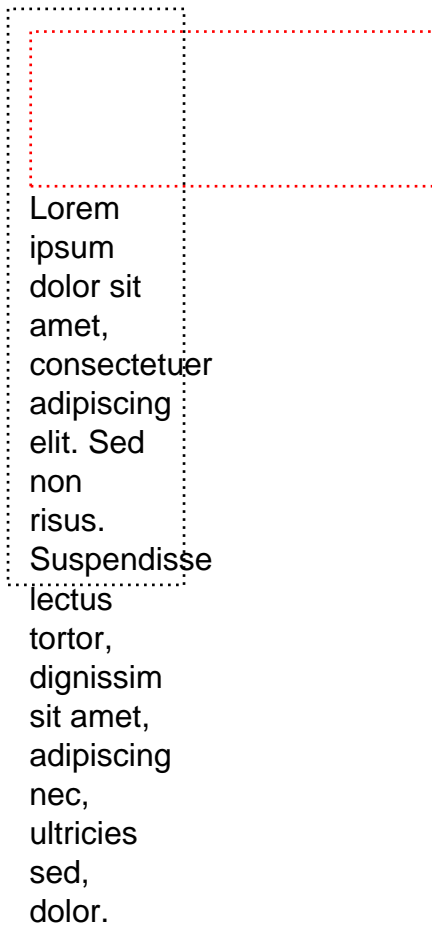 Lorem
ipsum
dolor sit
amet,
consectetuer
adipiscing
elit. Sed
non
risus.
Suspendisse
lectus
tortor,
dignissim
sit amet,
adipiscing
nec,
ultricies
sed,
dolor.